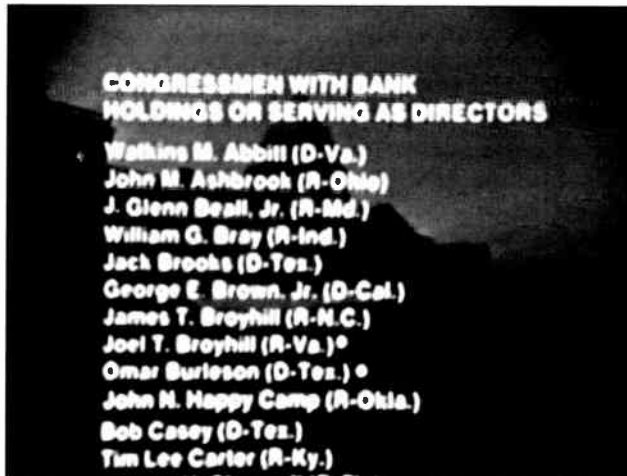 CONGRESSMEN WITH BANK
HOLDINGS OR SERVING AS DIRECTORS
Watkins M. Abbill (D-Va.)
John M. Ashbrook (R-Ohio)
J. Glenn Beall, Jr. (R-Md.)
William G. Bray (R-Ind.)
Jack Brooks (D-Tex.)
George E. Brown, Jr. (D-Cal.)
James T. Broyhill (R-N.C.)
Joel T. Broyhill (R-Va.)*
Omar Burleson (D-Tex.) *
John N. Happy Camp (R-Okla.)
Bob Casey (D-Tex.)
Tim Lee Carter (R-Ky.)